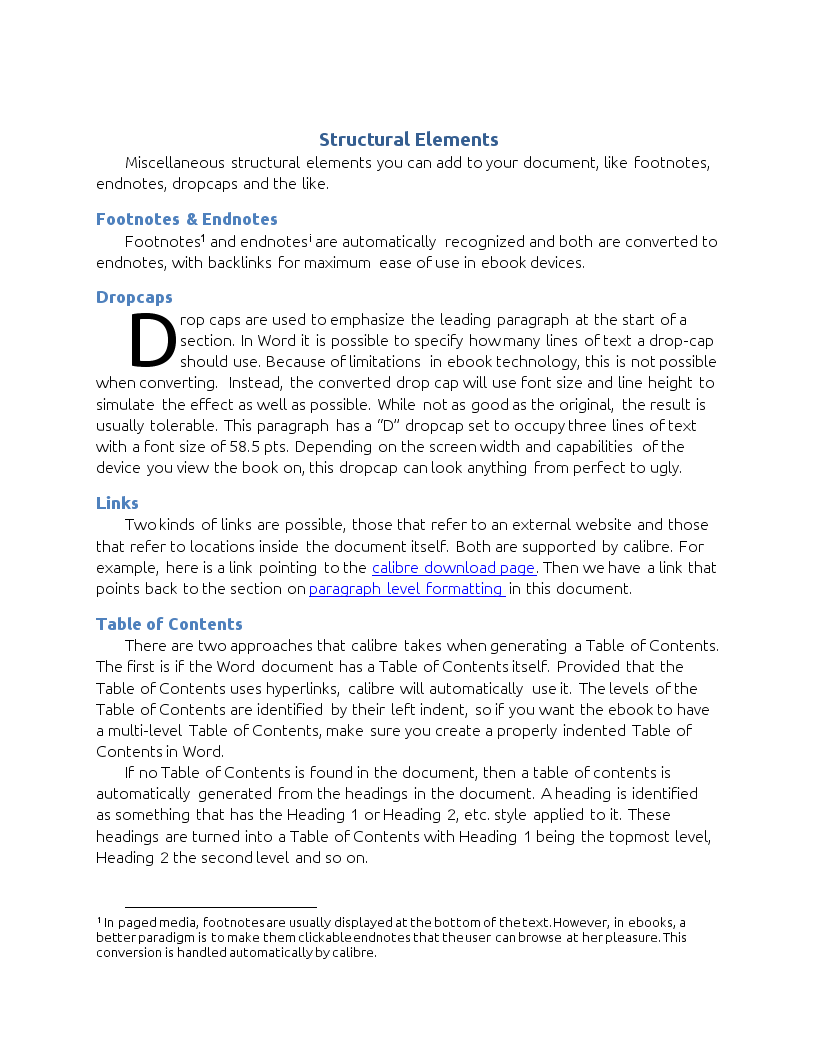 Structural Elements
Miscellaneous structural elements you can add to your document, like footnotes,
endnotes, dropcaps and the like.
Footnotes & Endnotes
Footnotes¹ and endnotesⁱ are automatically recognized and both are converted to
endnotes, with backlinks for maximum ease of use in ebook devices.
Dropcaps
Drop caps are used to emphasize the leading paragraph at the start of a
section. In Word it is possible to specify how many lines of text a drop-cap
should use. Because of limitations in ebook technology, this is not possible
when converting. Instead, the converted drop cap will use font size and line height to
simulate the effect as well as possible. While not as good as the original, the result is
usually tolerable. This paragraph has a “D” dropcap set to occupy three lines of text
with a font size of 58.5 pts. Depending on the screen width and capabilities of the
device you view the book on, this dropcap can look anything from perfect to ugly.
Links
Two kinds of links are possible, those that refer to an external website and those
that refer to locations inside the document itself. Both are supported by calibre. For
example, here is a link pointing to the calibre download page. Then we have a link that
points back to the section on paragraph level formatting in this document.
Table of Contents
There are two approaches that calibre takes when generating a Table of Contents.
The first is if the Word document has a Table of Contents itself. Provided that the
Table of Contents uses hyperlinks, calibre will automatically use it. The levels of the
Table of Contents are identified by their left indent, so if you want the ebook to have
a multi-level Table of Contents, make sure you create a properly indented Table of
Contents in Word.
If no Table of Contents is found in the document, then a table of contents is
automatically generated from the headings in the document. A heading is identified
as something that has the Heading 1 or Heading 2, etc. style applied to it. These
headings are turned into a Table of Contents with Heading 1 being the topmost level,
Heading 2 the second level and so on.
¹ In paged media, footnotes are usually displayed at the bottom of the text. However, in ebooks, a
better paradigm is to make them clickable endnotes that the user can browse at her pleasure. This
conversion is handled automatically by calibre.